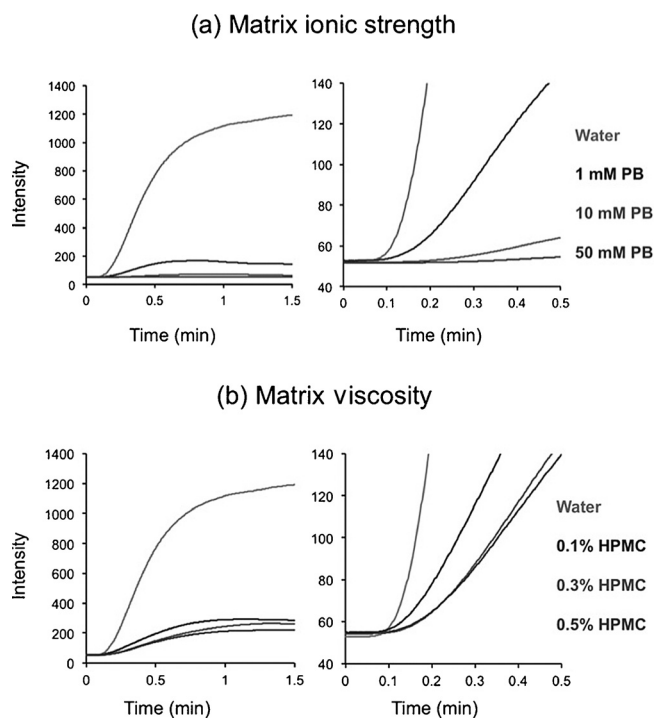 (a) Matrix ionic strength
1400
1200
1000
800
600
400
200
0
Intensity
0 0.5 1 1.5
Time (min)
140
120
100
80
60
40
0 0.1 0.2 0.3 0.4 0.5
Time (min)
Water
1 mM PB
10 mM PB
50 mM PB
(b) Matrix viscosity
1400
1200
1000
800
600
400
200
0
Intensity
0 0.5 1 1.5
Time (min)
140
120
100
80
60
40
0 0.1 0.2 0.3 0.4 0.5
Time (min)
Water
0.1% HPMC
0.3% HPMC
0.5% HPMC